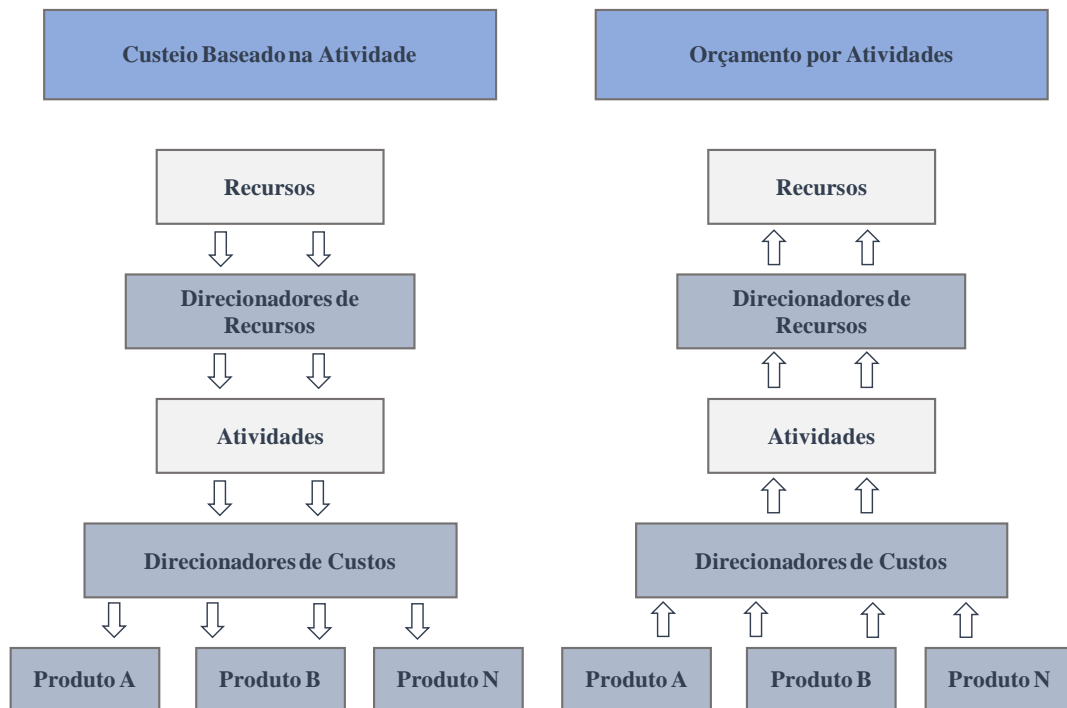 Custeio Baseado na Atividade
Recursos
Direcionadores de
Recursos
Atividades
Direcionadores de Custos
Produto A
Produto B
Produto N
Orçamento por Atividades
Recursos
Direcionadores de
Recursos
Atividades
Direcionadores de Custos
Produto A
Produto B
Produto N